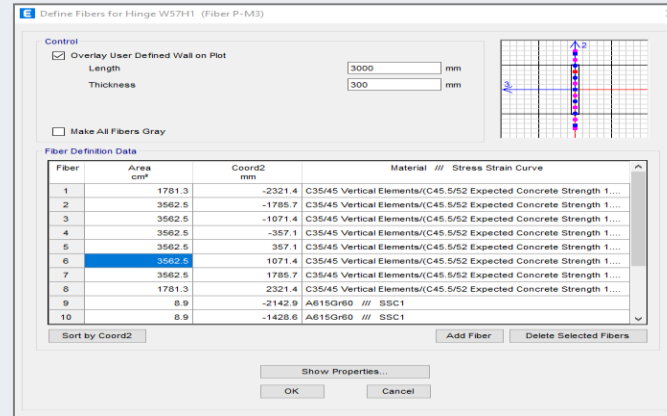 E Define Fibers for Hinge W57H1 (Fiber P-M3)
Control
Overlay User Defined Wall on Plot
Length 3000 mm
Thickness 300 mm
Make All Fibers Gray
2
3
Fiber Definition Data
Fiber Area cm² Coord2 mm Material /// Stress Strain Curve
1 1781.3 -2321.4 C35/45 Vertical Elements/(C45.5/52 Expected Concrete Strength 1....
2 3562.5 -1785.7 C35/45 Vertical Elements/(C45.5/52 Expected Concrete Strength 1....
3 3562.5 -1071.4 C35/45 Vertical Elements/(C45.5/52 Expected Concrete Strength 1....
4 3562.5 -357.1 C35/45 Vertical Elements/(C45.5/52 Expected Concrete Strength 1....
5 3562.5 357.1 C35/45 Vertical Elements/(C45.5/52 Expected Concrete Strength 1....
6 3562.5 1071.4 C35/45 Vertical Elements/(C45.5/52 Expected Concrete Strength 1....
7 3562.5 1785.7 C35/45 Vertical Elements/(C45.5/52 Expected Concrete Strength 1....
8 1781.3 2321.4 C35/45 Vertical Elements/(C45.5/52 Expected Concrete Strength 1....
9 8.9 -2142.9 A615Gr60 /// SSC1
10 8.9 -1428.6 A615Gr60 /// SSC1
Sort by Coord2 Add Fiber Delete Selected Fibers
Show Properties...
OK Cancel